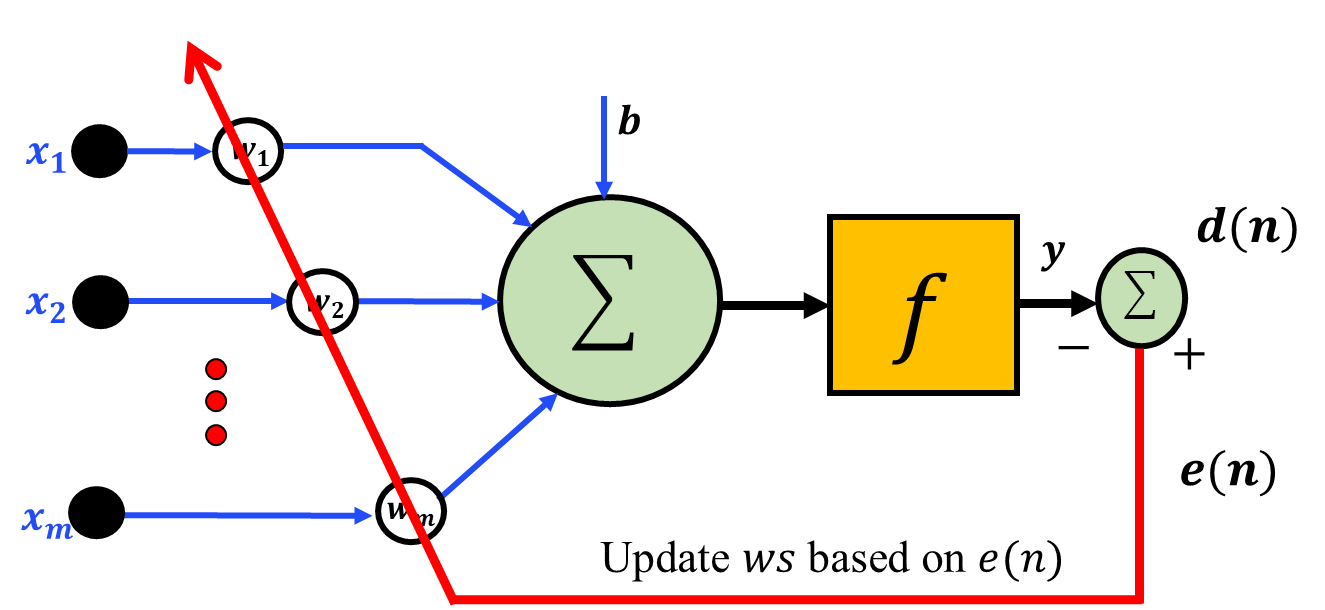 b
x₁
w₁
d(n)
y
x₂
w₂
∑
f
∑
− +
e(n)
xₘ
wₘ
Update ws based on e(n)